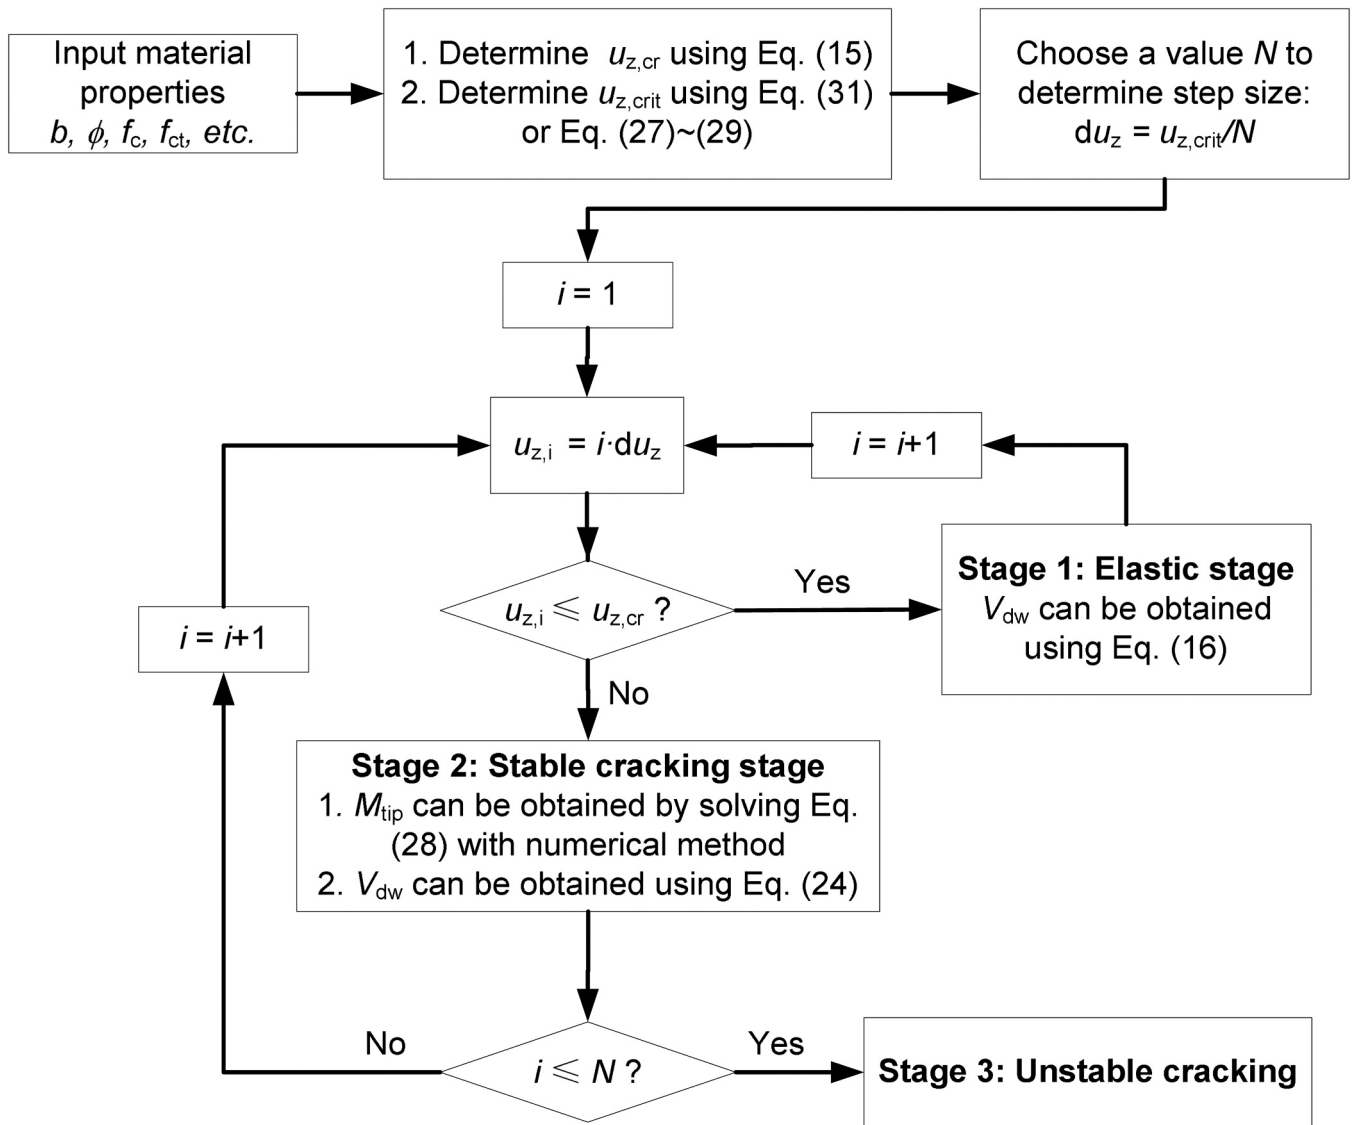 Input material
properties
b, ϕ, fc, fct, etc.
1. Determine uz,cr using Eq. (15)
2. Determine uz,crit using Eq. (31)
or Eq. (27)~(29)
Choose a value N to
determine step size:
duz = uz,crit/N
i = 1
uz,i = i·duz
i = i+1
uz,i ⩽ uz,cr ?
Yes
Stage 1: Elastic stage
Vdw can be obtained
using Eq. (16)
i = i+1
No
Stage 2: Stable cracking stage
1. Mtip can be obtained by solving Eq.
(28) with numerical method
2. Vdw can be obtained using Eq. (24)
No
i ⩽ N ?
Yes
Stage 3: Unstable cracking